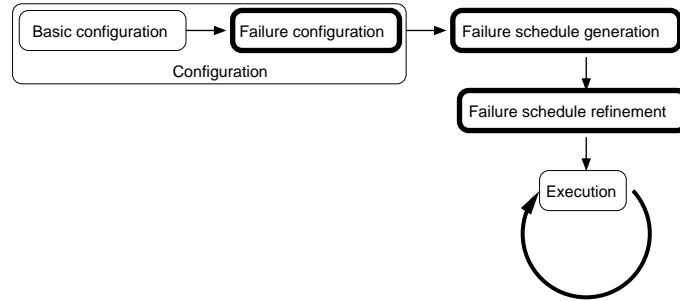 Basic configuration
Failure configuration
Failure schedule generation
Configuration
Failure schedule refinement
Execution